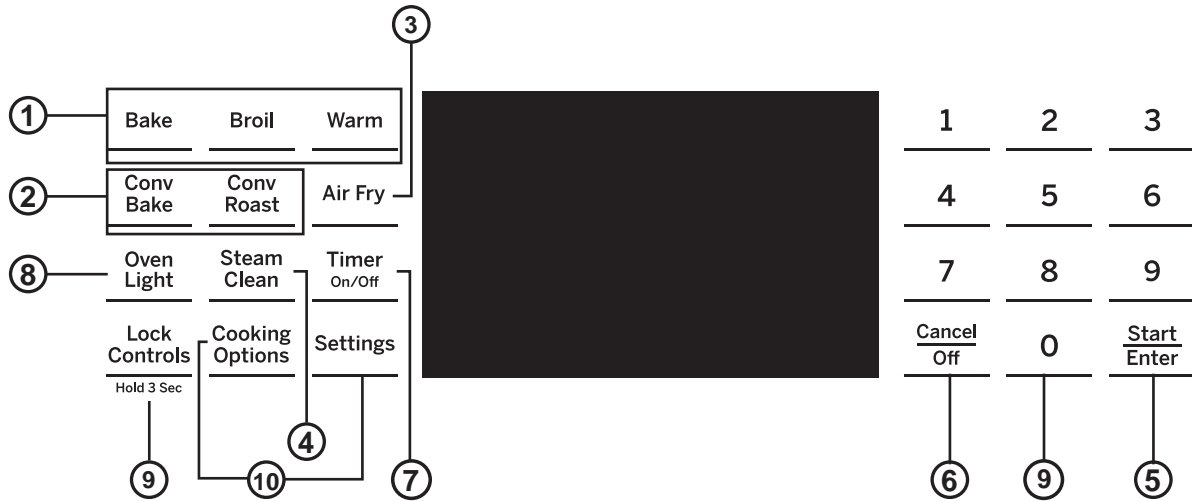 3
1
Bake Broil Warm
1 2 3
2
Conv Bake
Conv Roast
Air Fry
4 5 6
8
Oven Light
Steam Clean
Timer
On/Off
7 8 9
Lock Controls
Hold 3 Sec
Cooking Options
Settings
Cancel
Off
0
Start
Enter
4
9
10
7
6
9
5